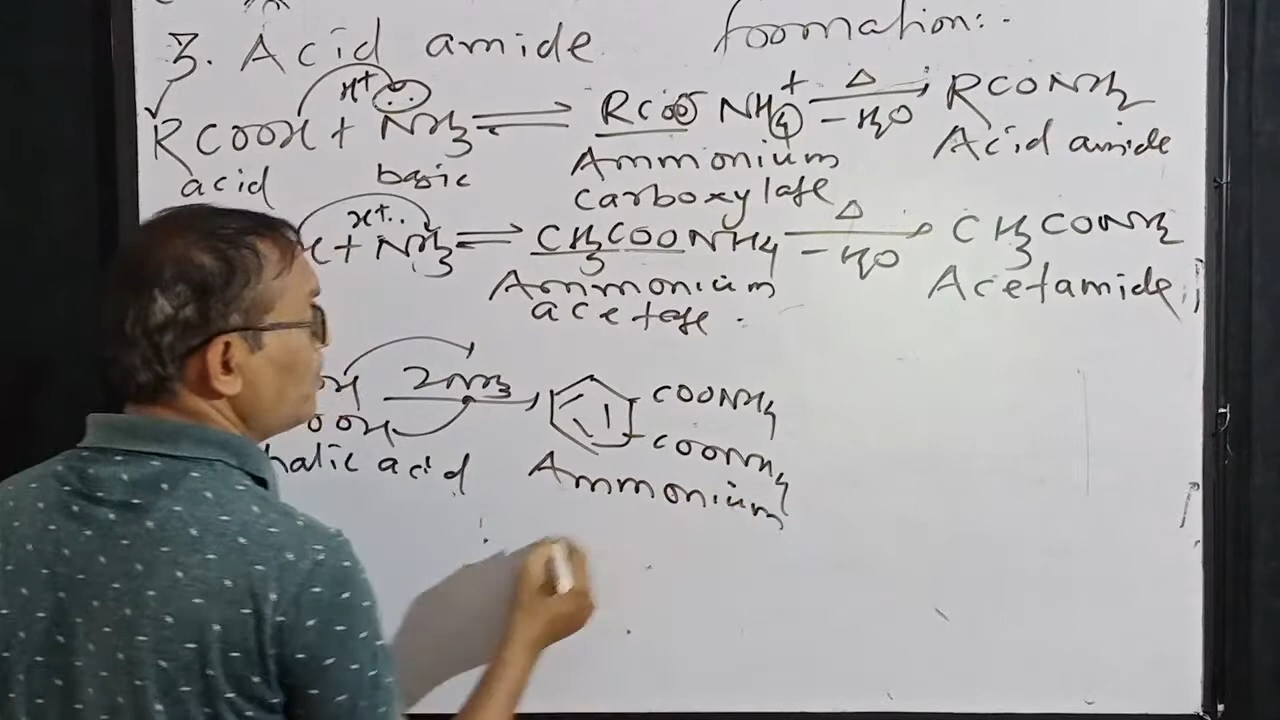 3. Acid amide formation:-
H+ ..
RCOOH + NH3 ⇌ RCOO⁻ NH4+ Δ → -H2O RCONH2
acid basic Ammonium Acid amide
carboxylate
H+..
+ NH3 ⇌ CH3COONH4 Δ → -H2O CH3CONH2
Ammonium Acetamide
acetate
2NH3 → COONH4
OOH COONH4
halic acid Ammonium